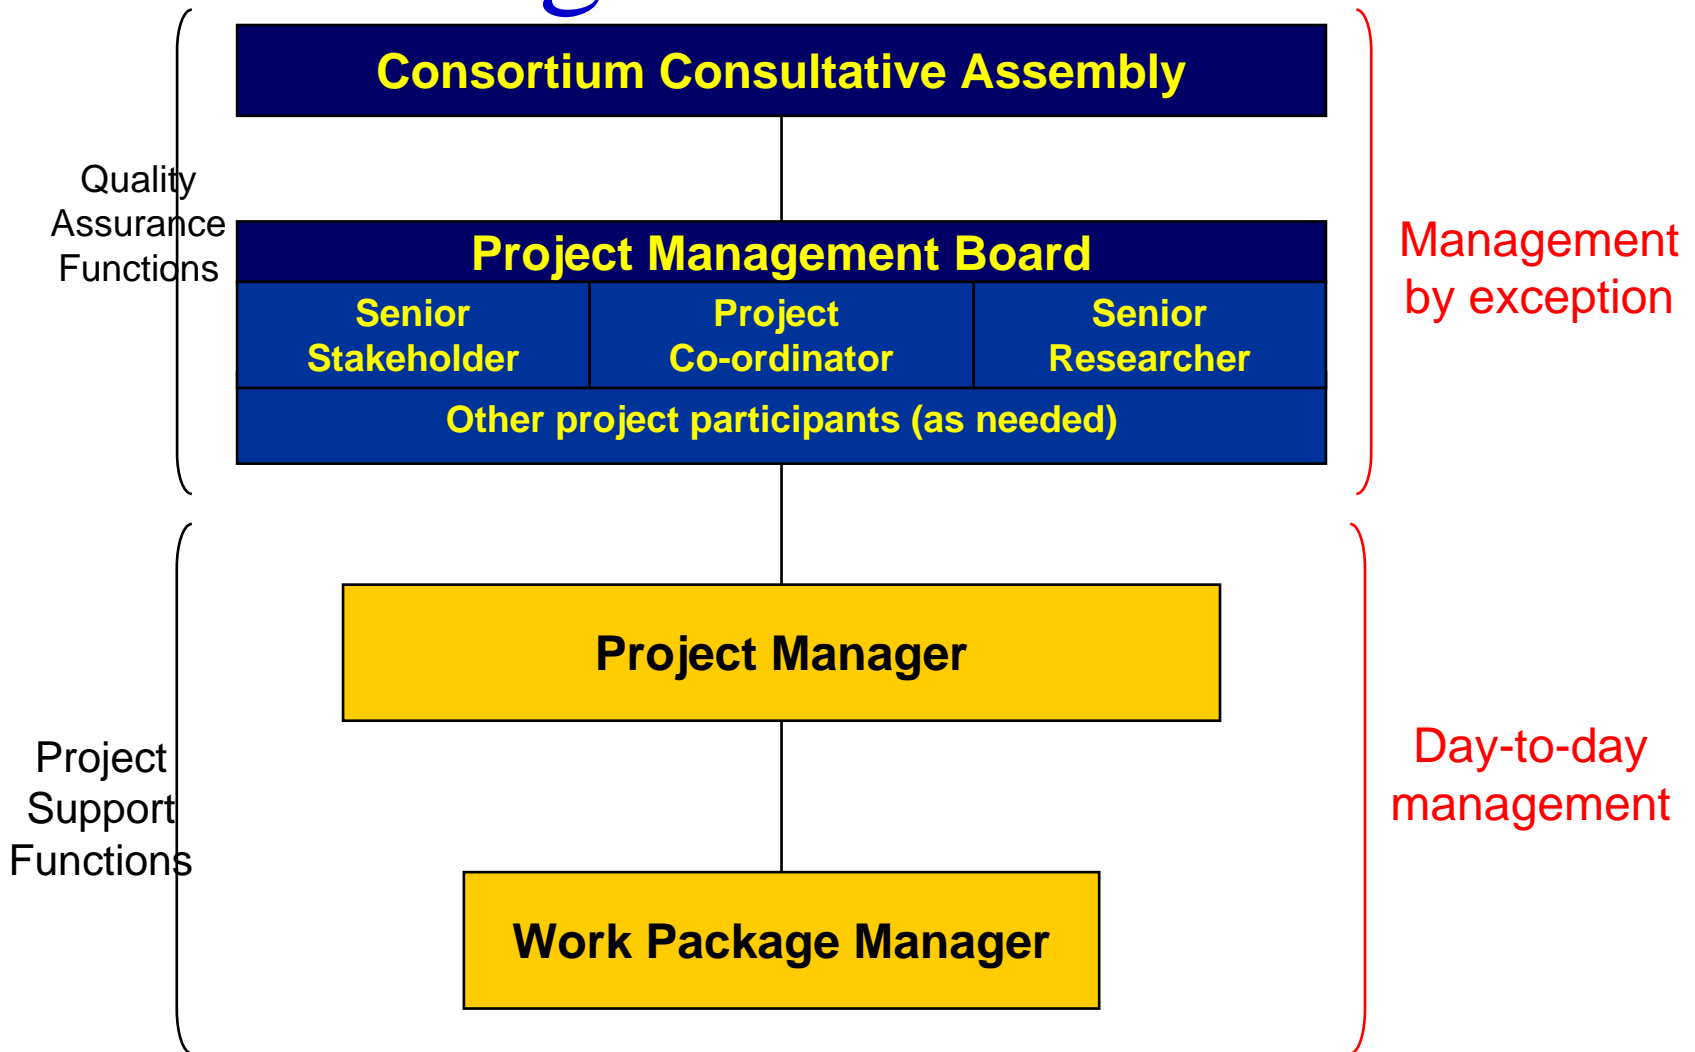 Consortium Consultative Assembly
Quality
Assurance
Functions
Project Management Board
Senior
Stakeholder
Project
Co-ordinator
Senior
Researcher
Other project participants (as needed)
Management
by exception
Project Manager
Project
Support
Functions
Day-to-day
management
Work Package Manager